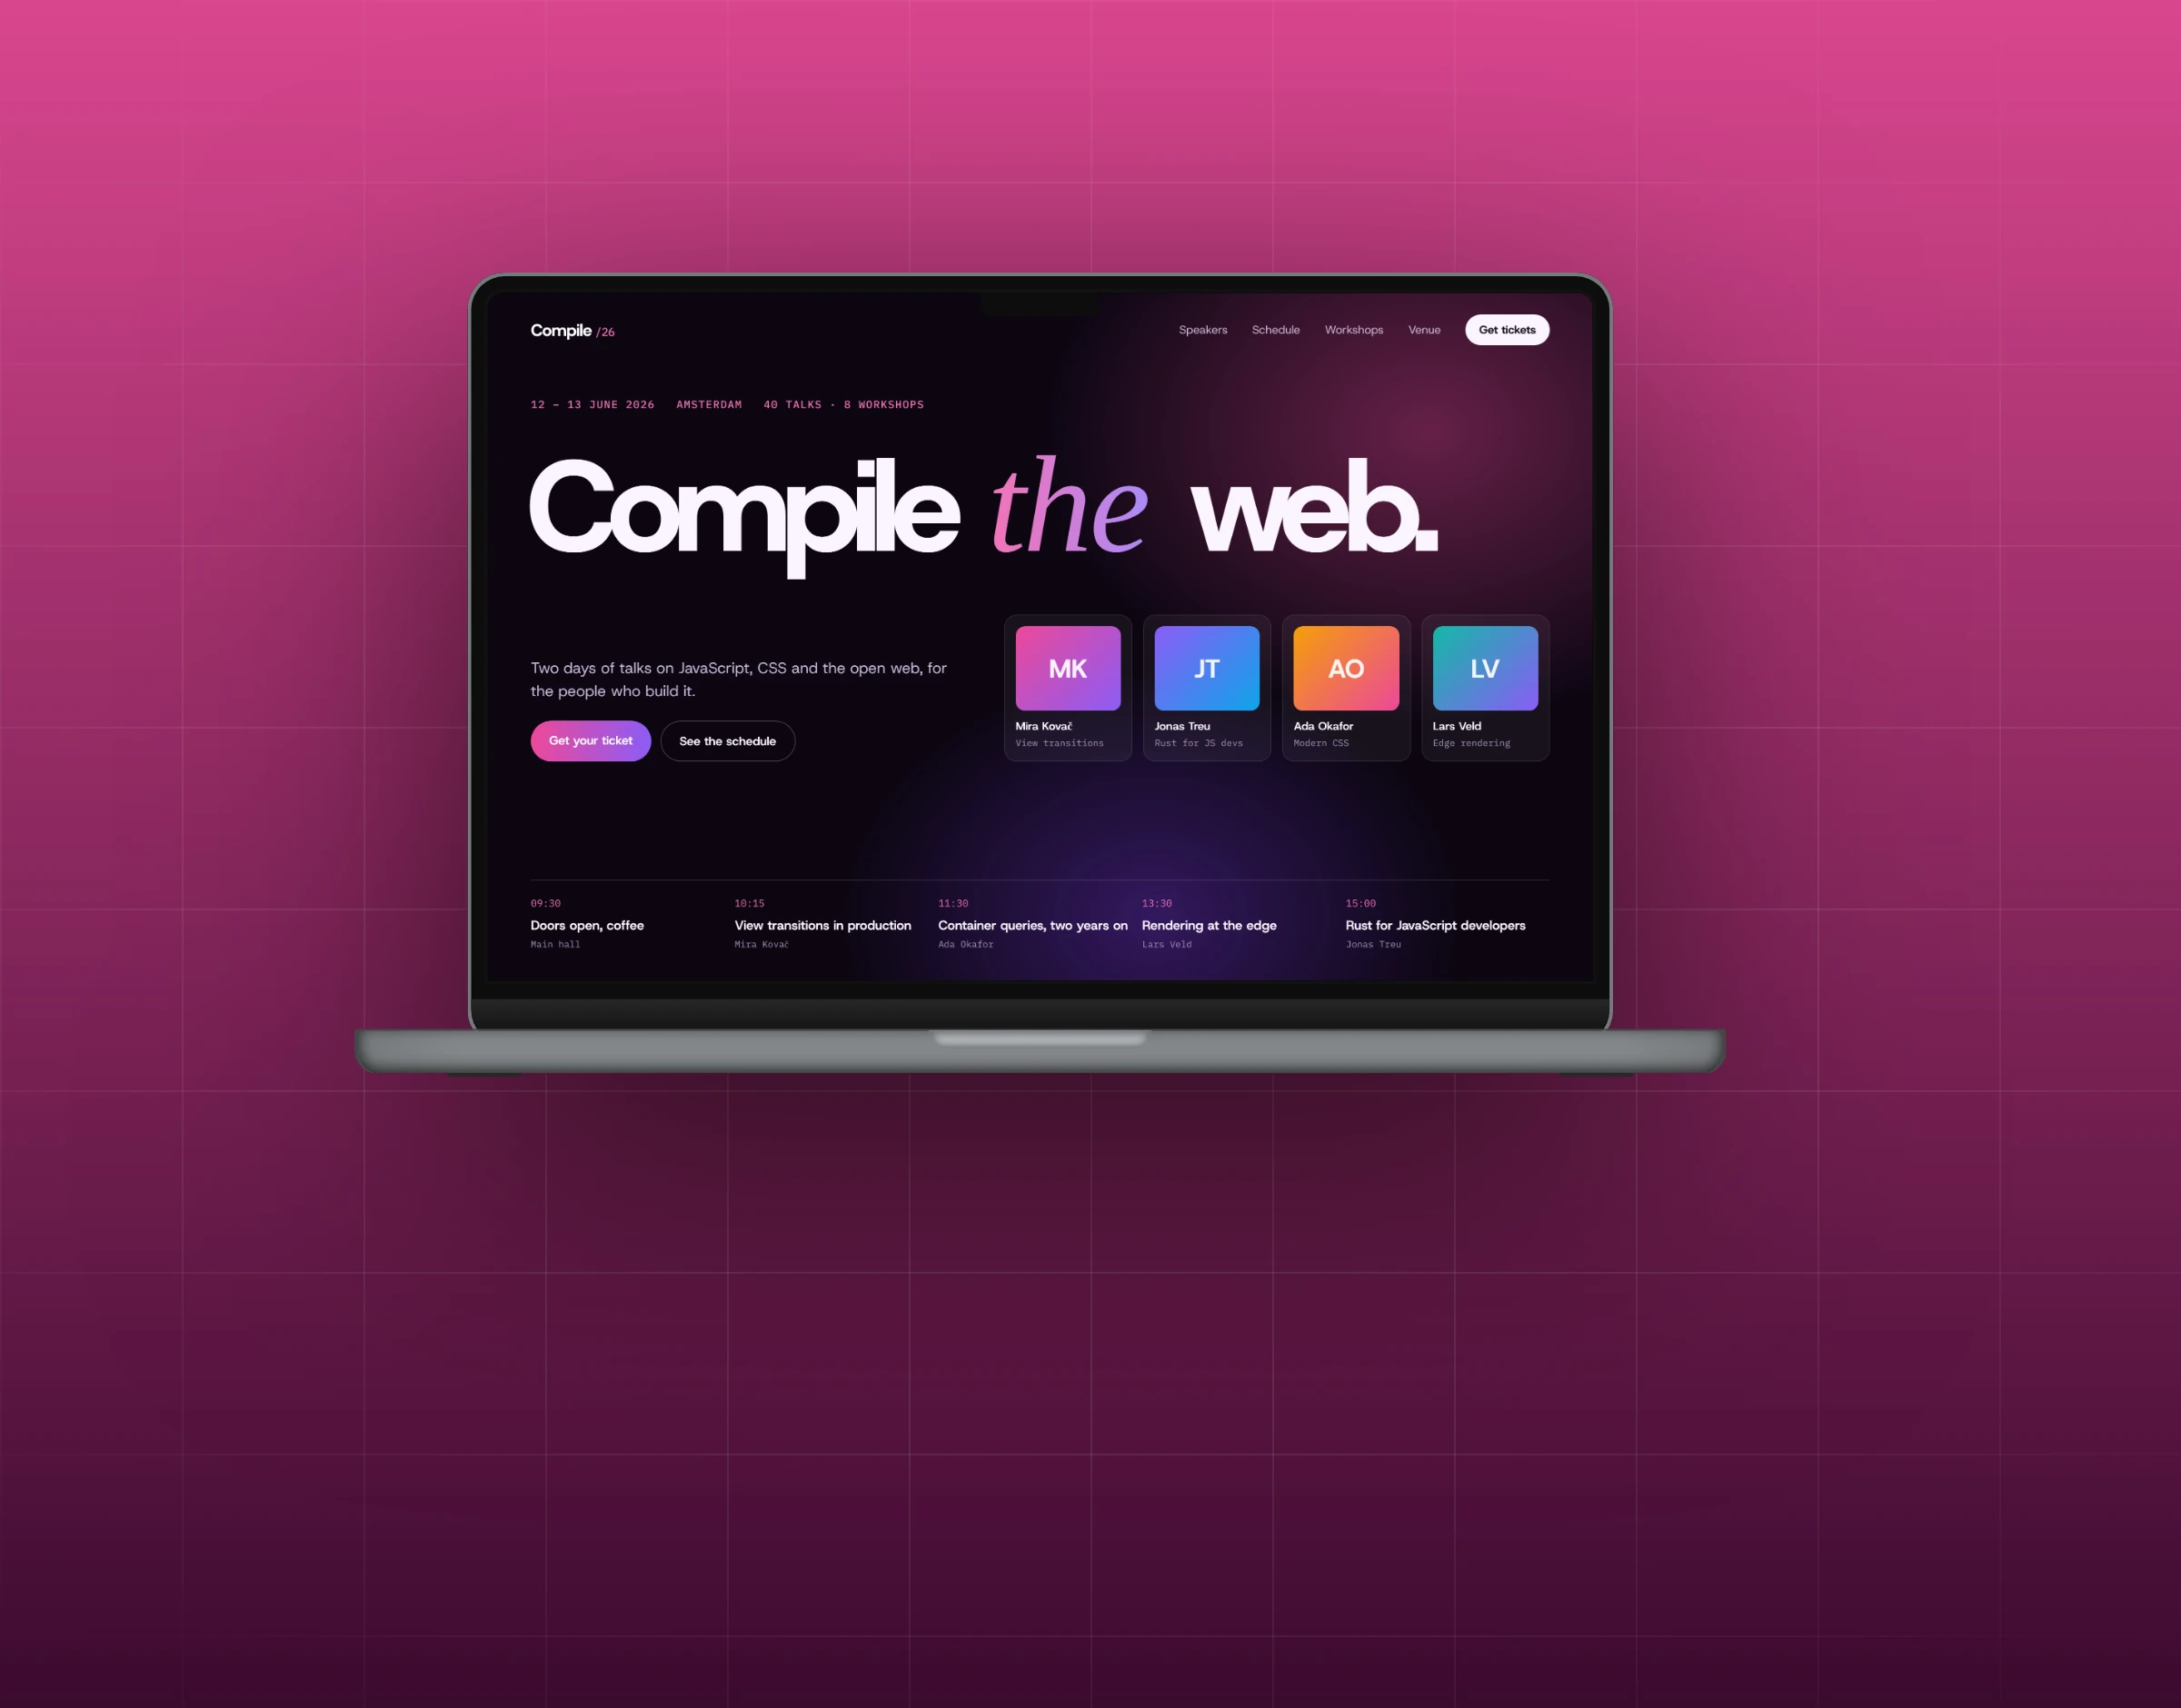 Compile /26
Speakers Schedule Workshops Venue Get tickets
12 – 13 JUNE 2026 AMSTERDAM 40 TALKS · 8 WORKSHOPS
Compile the web.
Two days of talks on JavaScript, CSS and the open web, for
the people who build it.
Get your ticket See the schedule
MK
Mira Kovač
View transitions
JT
Jonas Treu
Rust for JS devs
AO
Ada Okafor
Modern CSS
LV
Lars Veld
Edge rendering
09:30
Doors open, coffee
Main hall
10:15
View transitions in production
Mira Kovač
11:30
Container queries, two years on
Ada Okafor
13:30
Rendering at the edge
Lars Veld
15:00
Rust for JavaScript developers
Jonas Treu